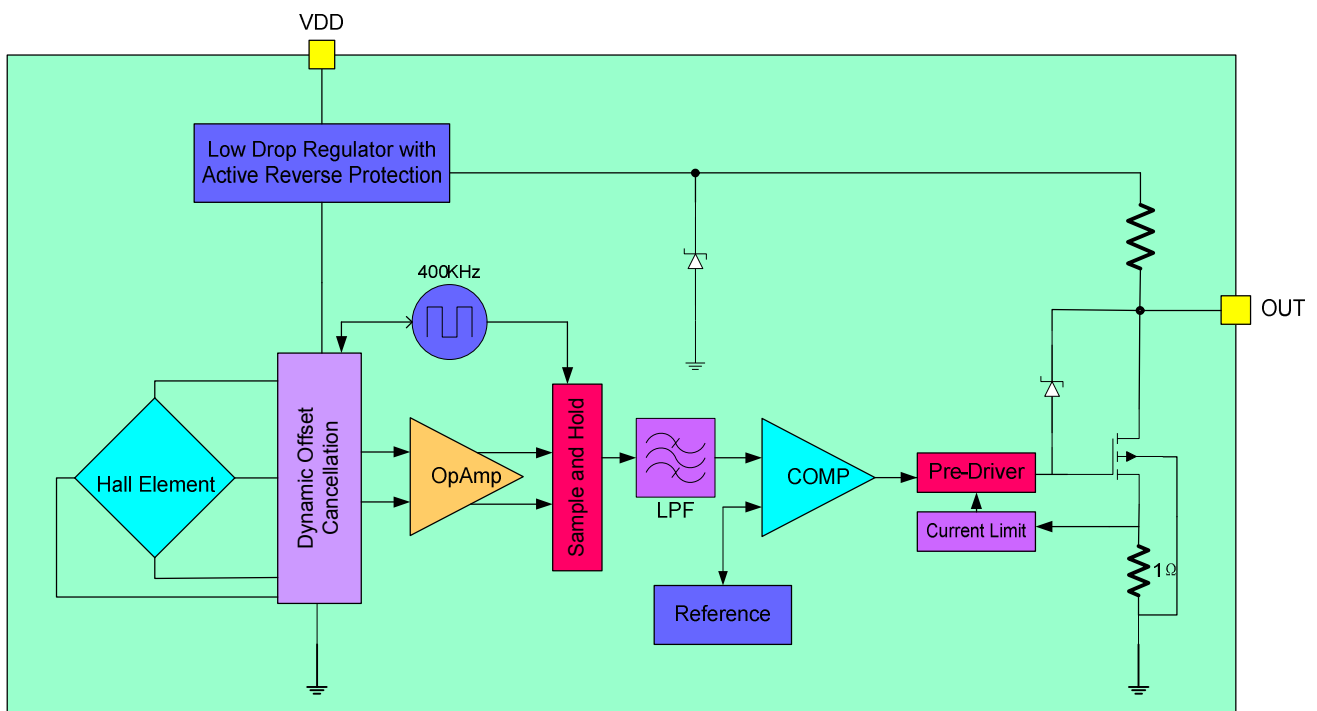 VDD
Low Drop Regulator with
Active Reverse Protection
400KHz
OUT
Hall Element
Dynamic Offset
Cancellation
OpAmp
Sample and Hold
LPF
COMP
Pre-Driver
Current Limit
Reference
1Ω